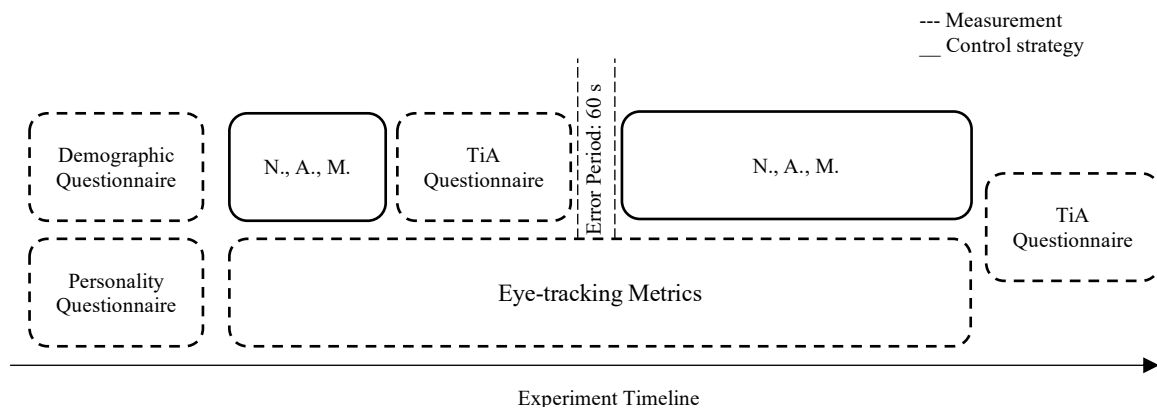 --- Measurement
__ Control strategy
Demographic
Questionnaire
N., A., M.
TiA
Questionnaire
Error Period: 60 s
N., A., M.
TiA
Questionnaire
Personality
Questionnaire
Eye-tracking Metrics
Experiment Timeline